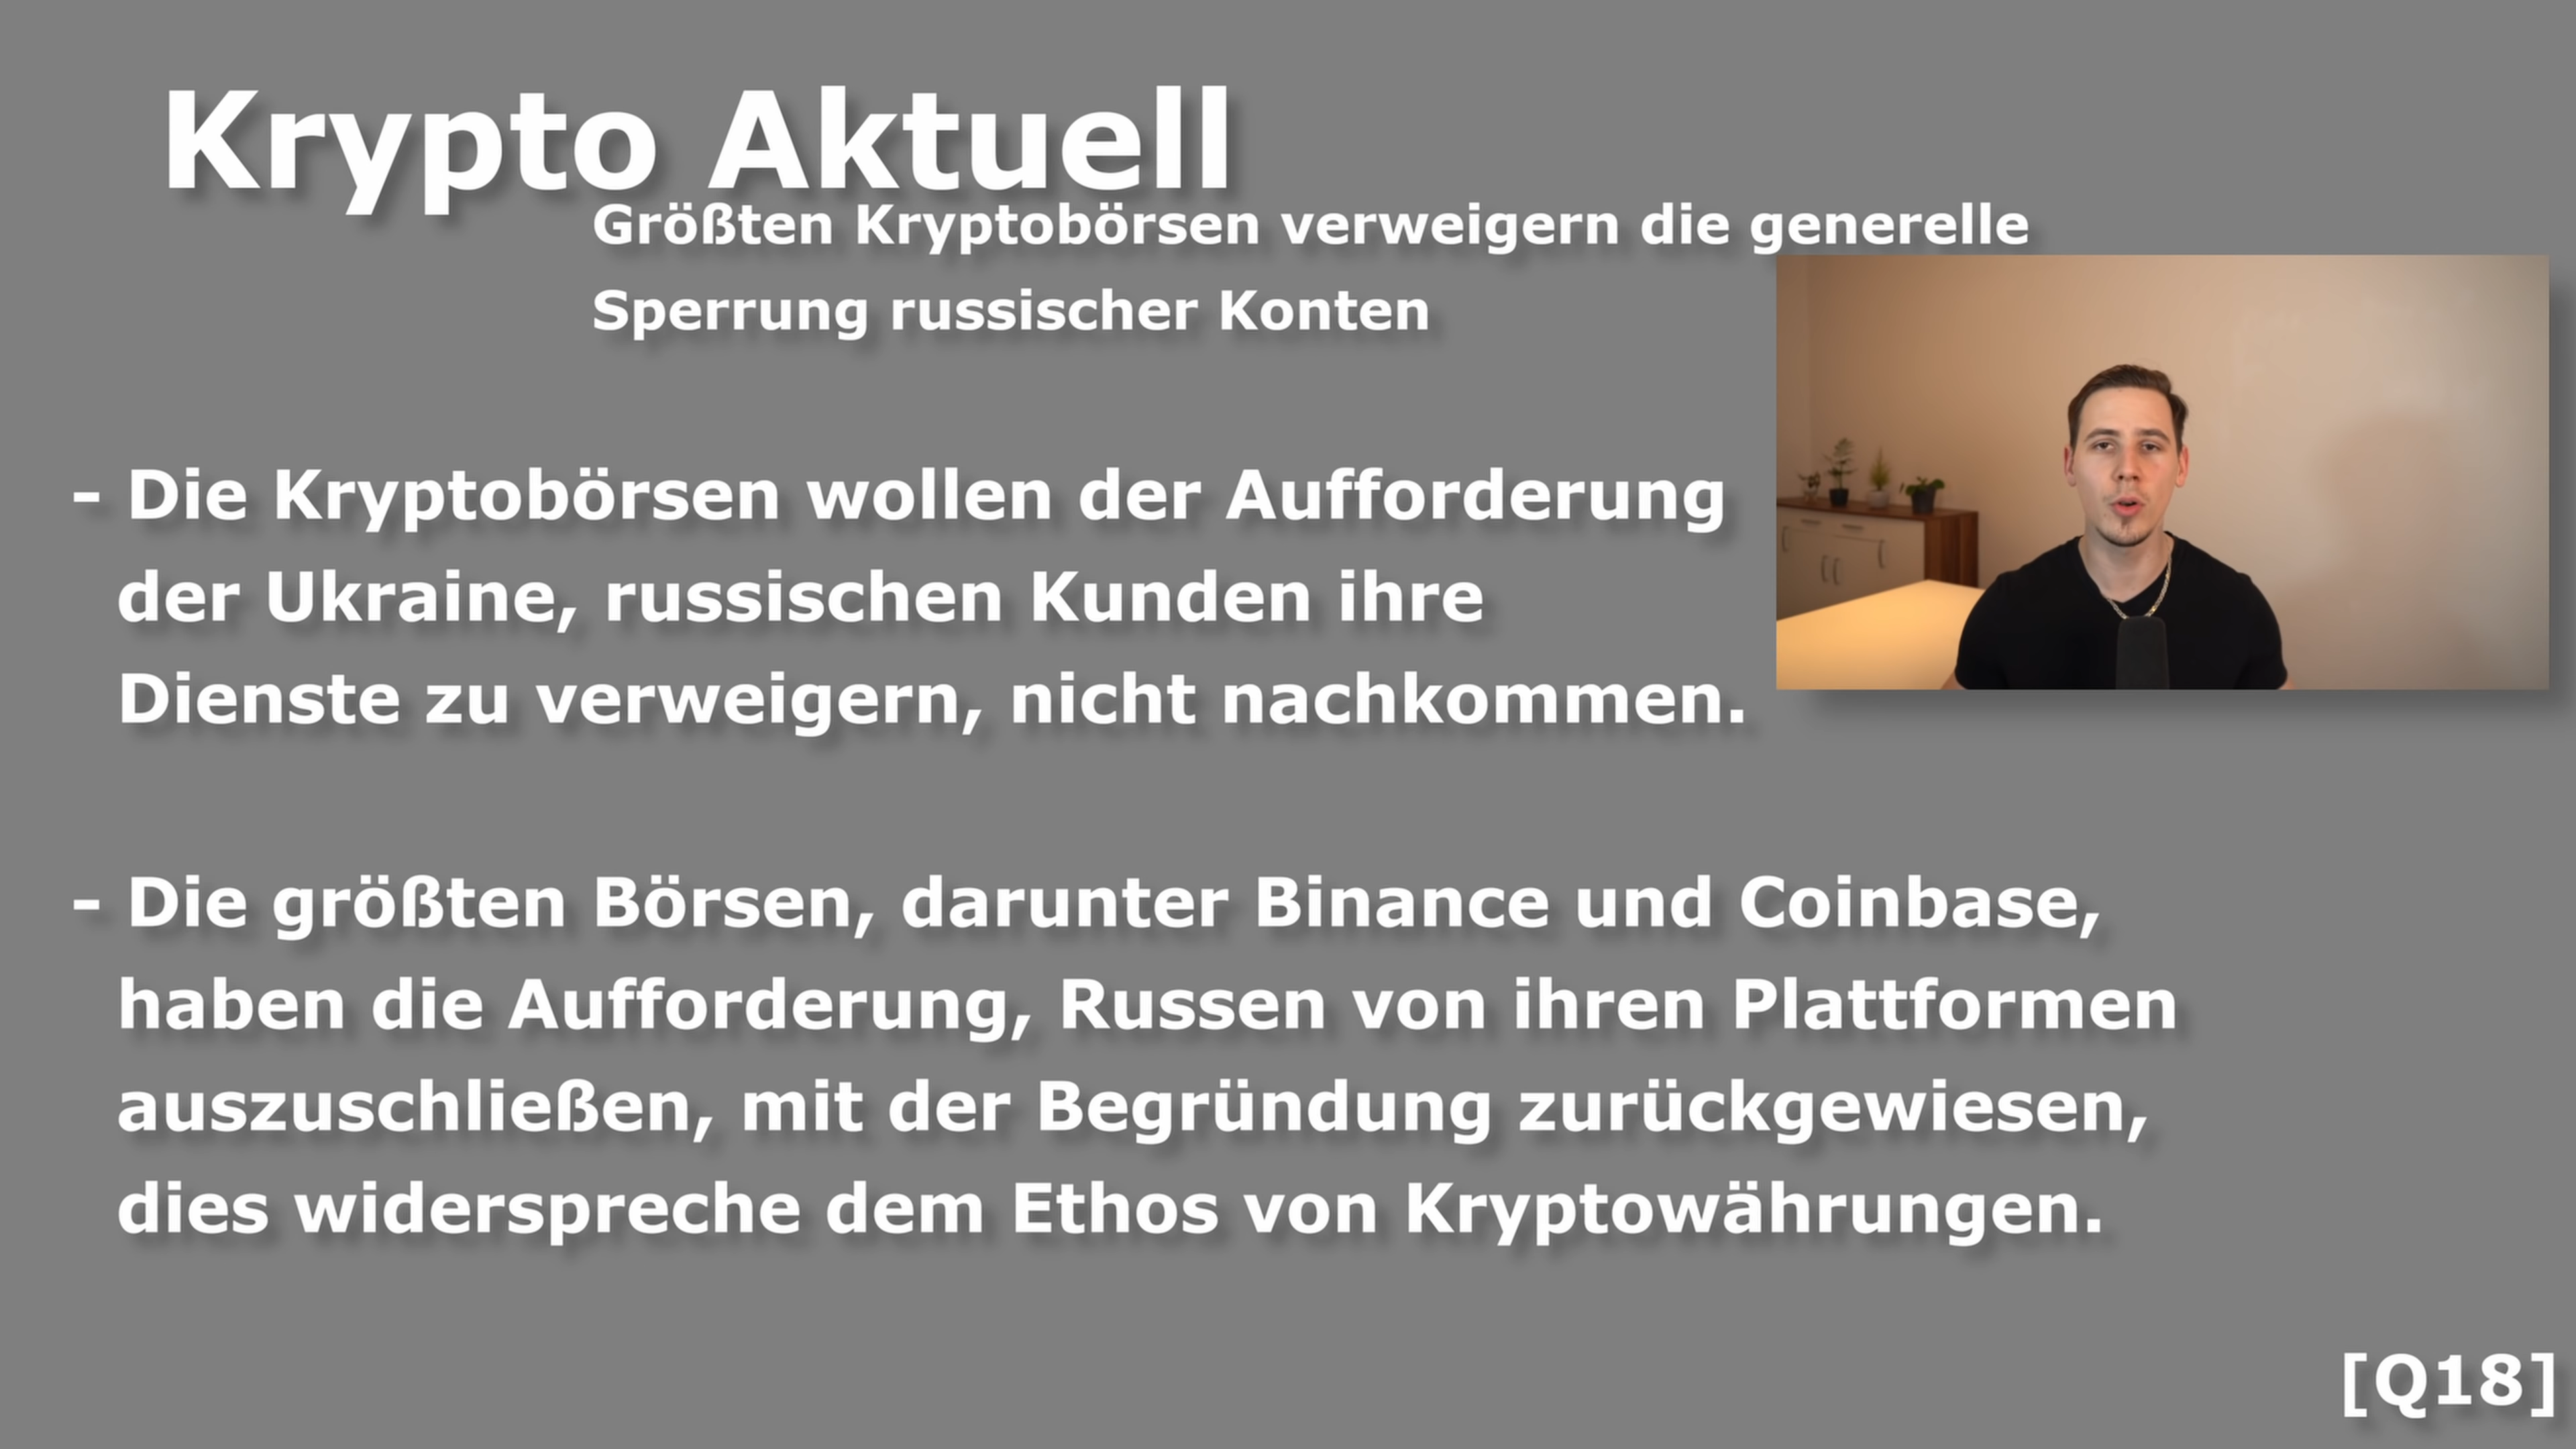 Krypto Aktuell
Größten Kryptobörsen verweigern die generelle
Sperrung russischer Konten
- Die Kryptobörsen wollen der Aufforderung
der Ukraine, russischen Kunden ihre
Dienste zu verweigern, nicht nachkommen.
- Die größten Börsen, darunter Binance und Coinbase,
haben die Aufforderung, Russen von ihren Plattformen
auszuschließen, mit der Begründung zurückgewiesen,
dies widerspreche dem Ethos von Kryptowährungen.
[Q18]